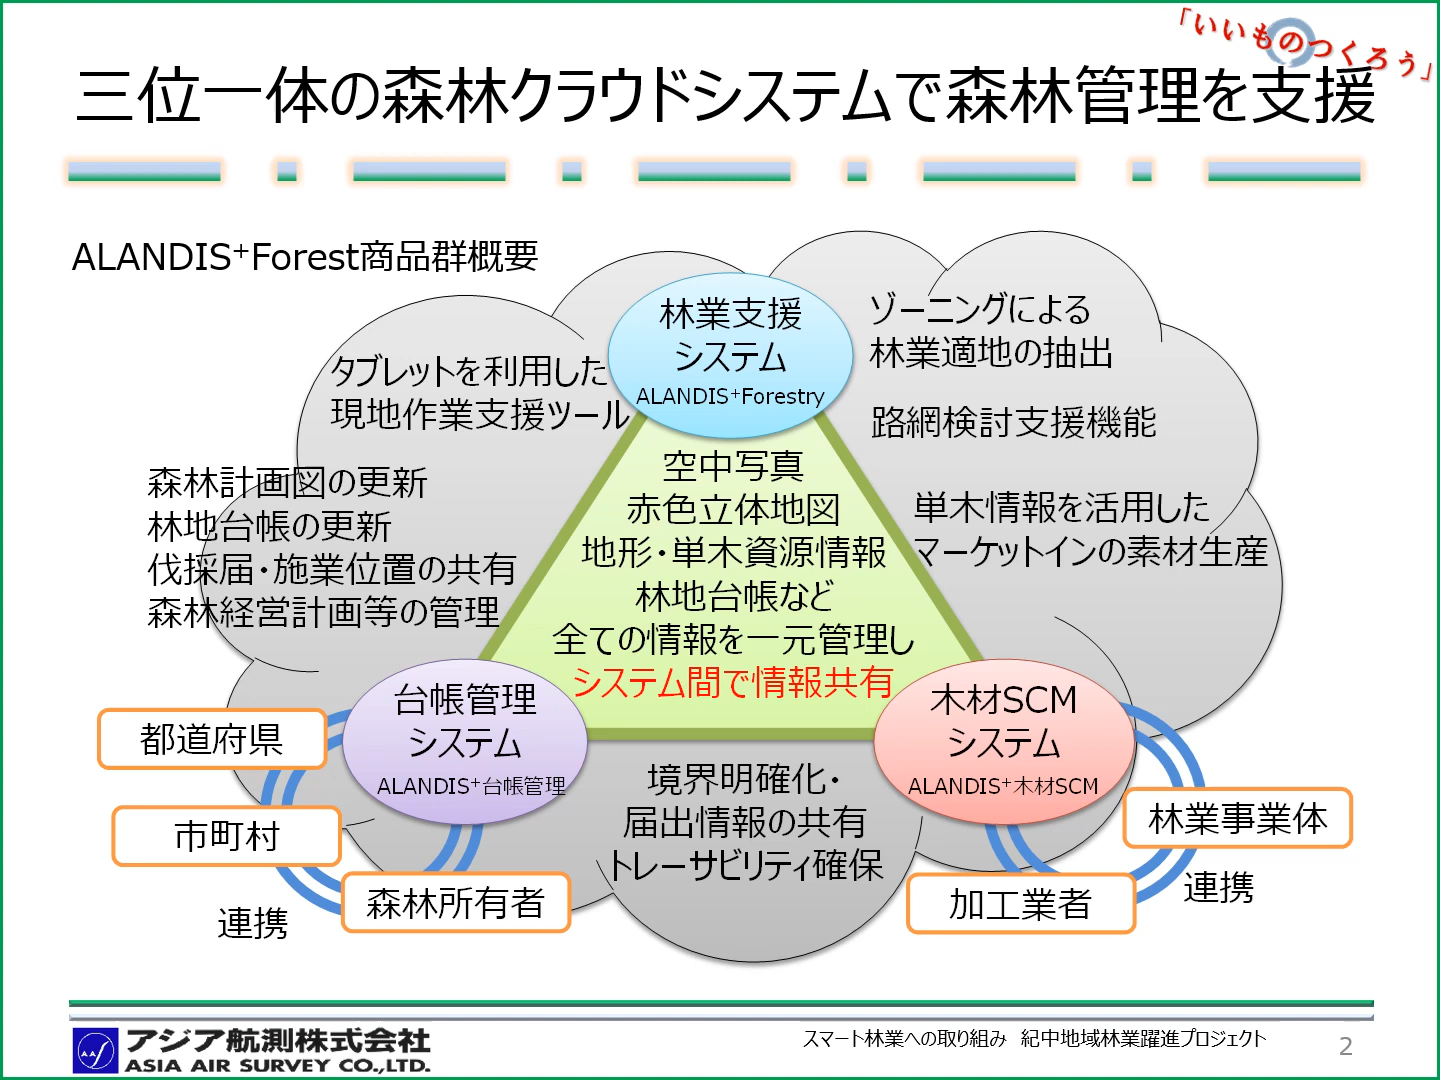 「いいものつくろう」
三位一体の森林クラウドシステムで森林管理を支援
ALANDIS+Forest商品群概要
林業支援
システム
ALANDIS+Forestry
ゾーニングによる
林業適地の抽出
タブレットを利用した
現地作業支援ツール
路網検討支援機能
森林計画図の更新
林地台帳の更新
伐採届・施業位置の共有
森林経営計画等の管理
空中写真
赤色立体地図
地形・単木資源情報
林地台帳など
全ての情報を一元管理し
システム間で情報共有
単木情報を活用した
マーケットインの素材生産
台帳管理
システム
ALANDIS+台帳管理
木材SCM
システム
ALANDIS+木材SCM
都道府県
市町村
森林所有者
連携
境界明確化・
届出情報の共有
トレーサビリティ確保
林業事業体
加工業者
連携
AAS
アジア航測株式会社
ASIA AIR SURVEY CO.,LTD.
スマート林業への取り組み 紀中地域林業躍進プロジェクト
2